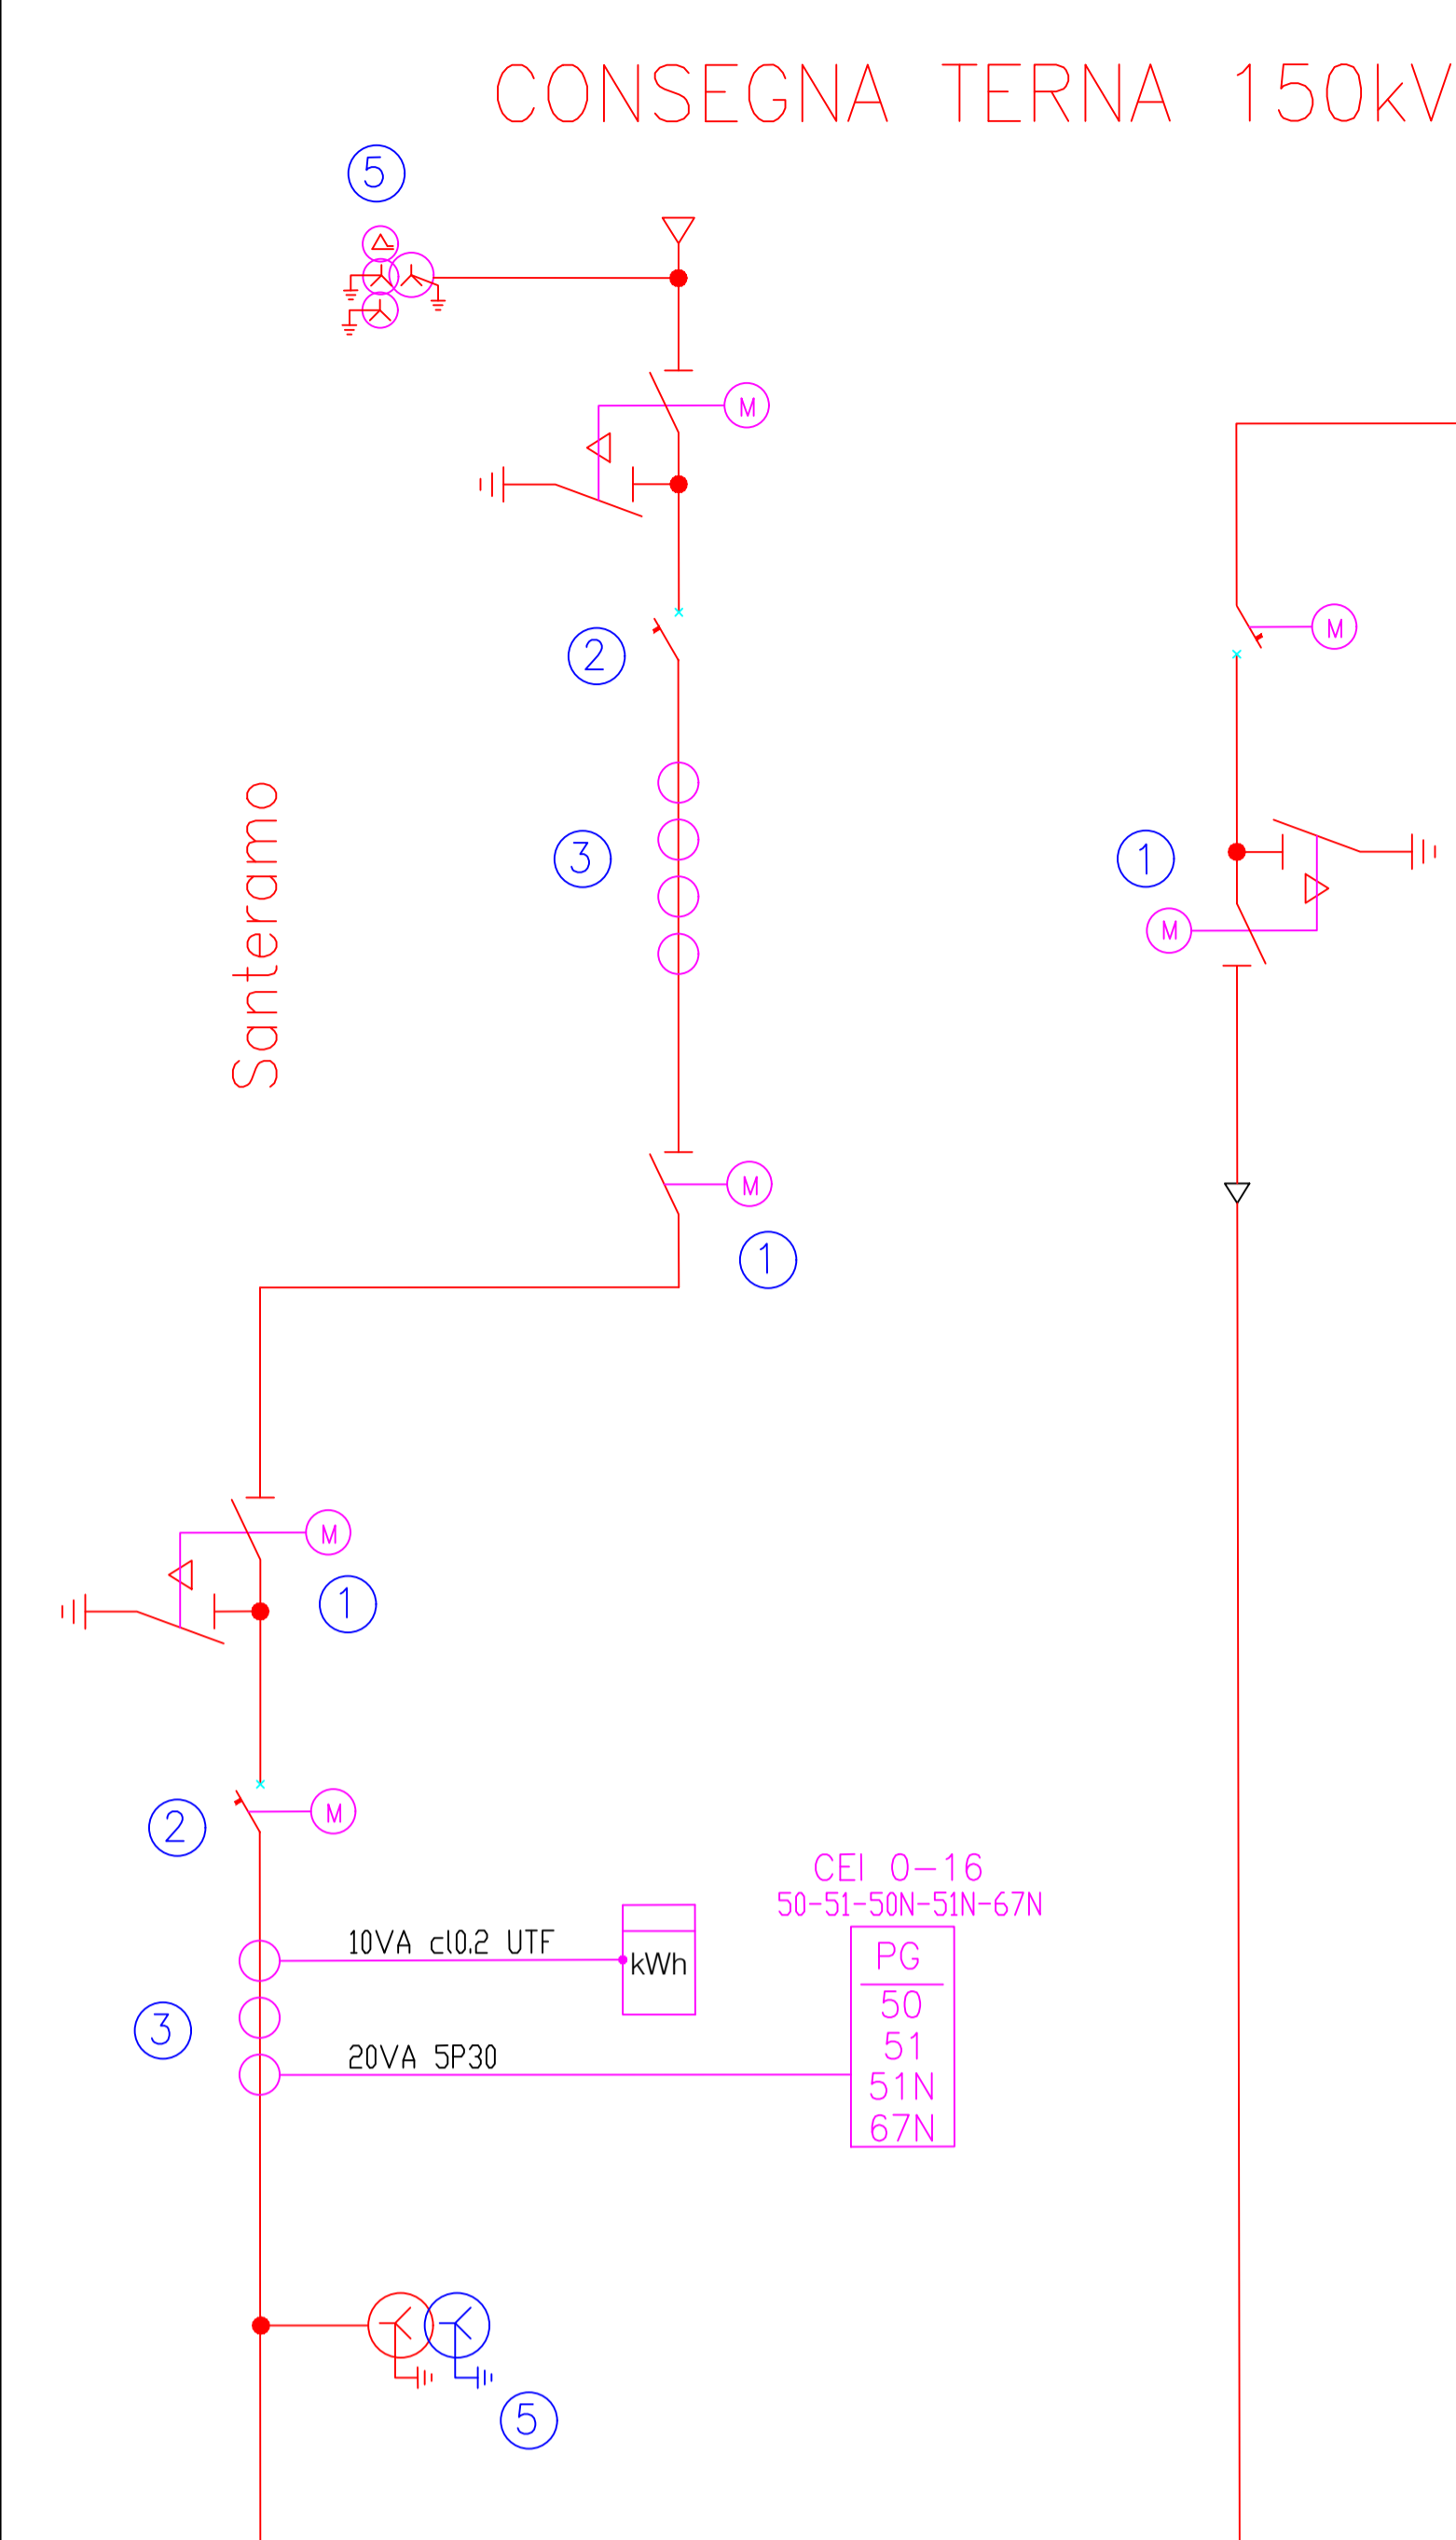 CONSEGNA TERNA 150kV
5
M
M
2
Santeramo
3
1
M
M
1
M
1
M
2
CEI 0-16
50-51-50N-51N-67N
10VA cl0.2 UTF
kWh
PG
50
51
51N
67N
3
20VA 5P30
5